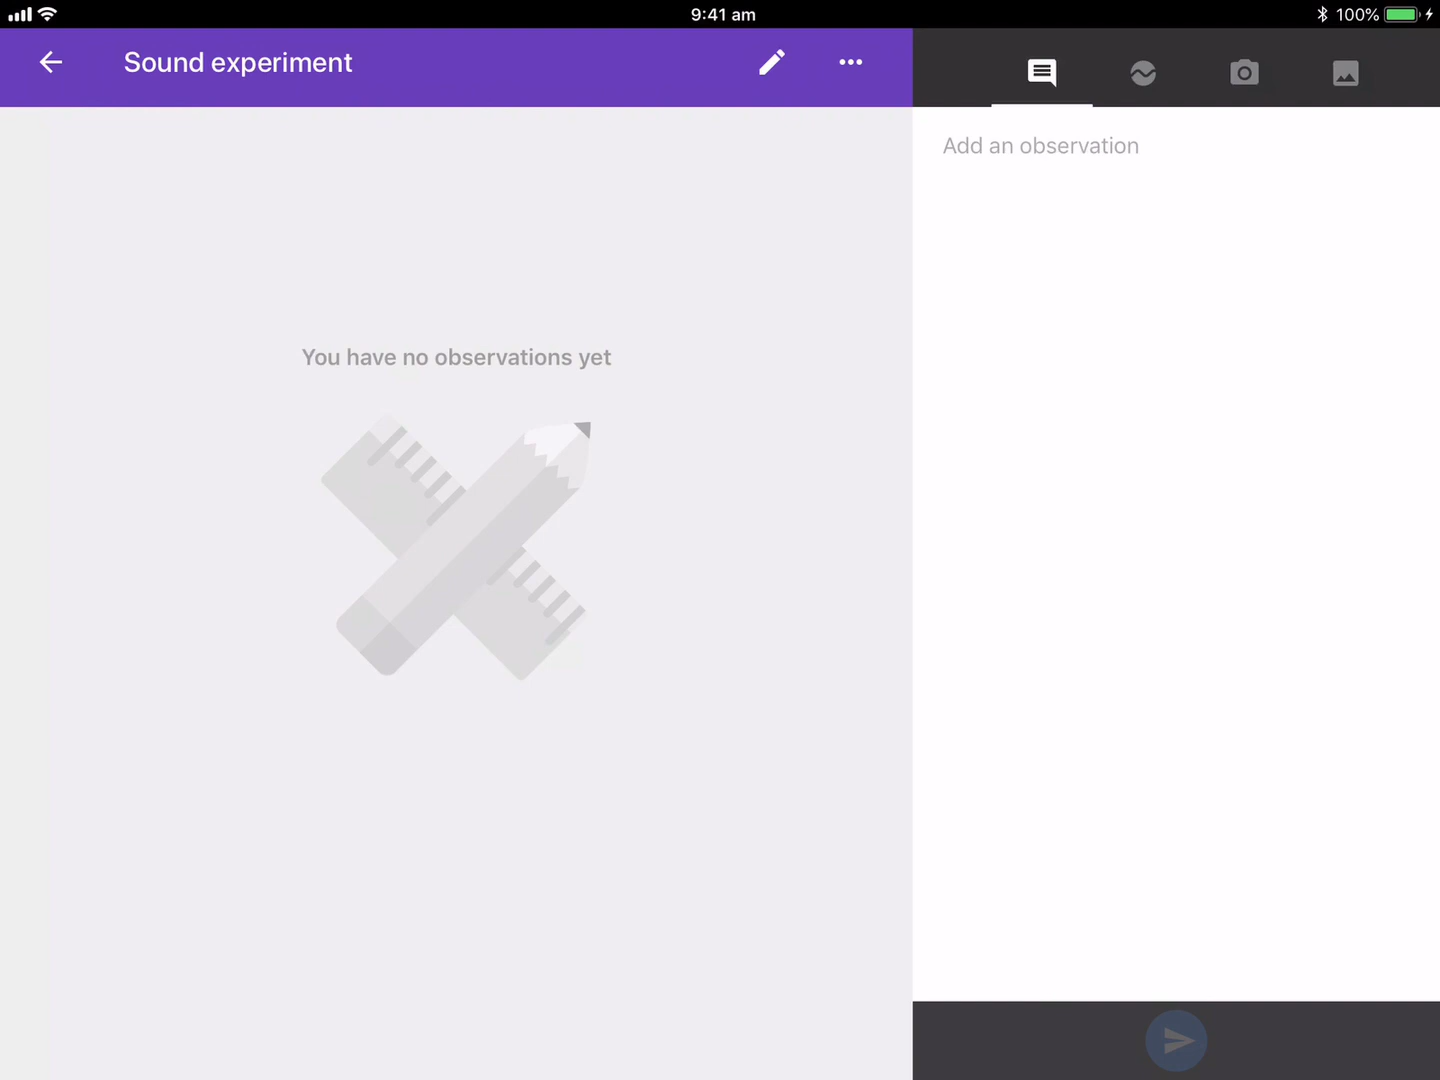 9:41 am
100%
Sound experiment
Add an observation
You have no observations yet